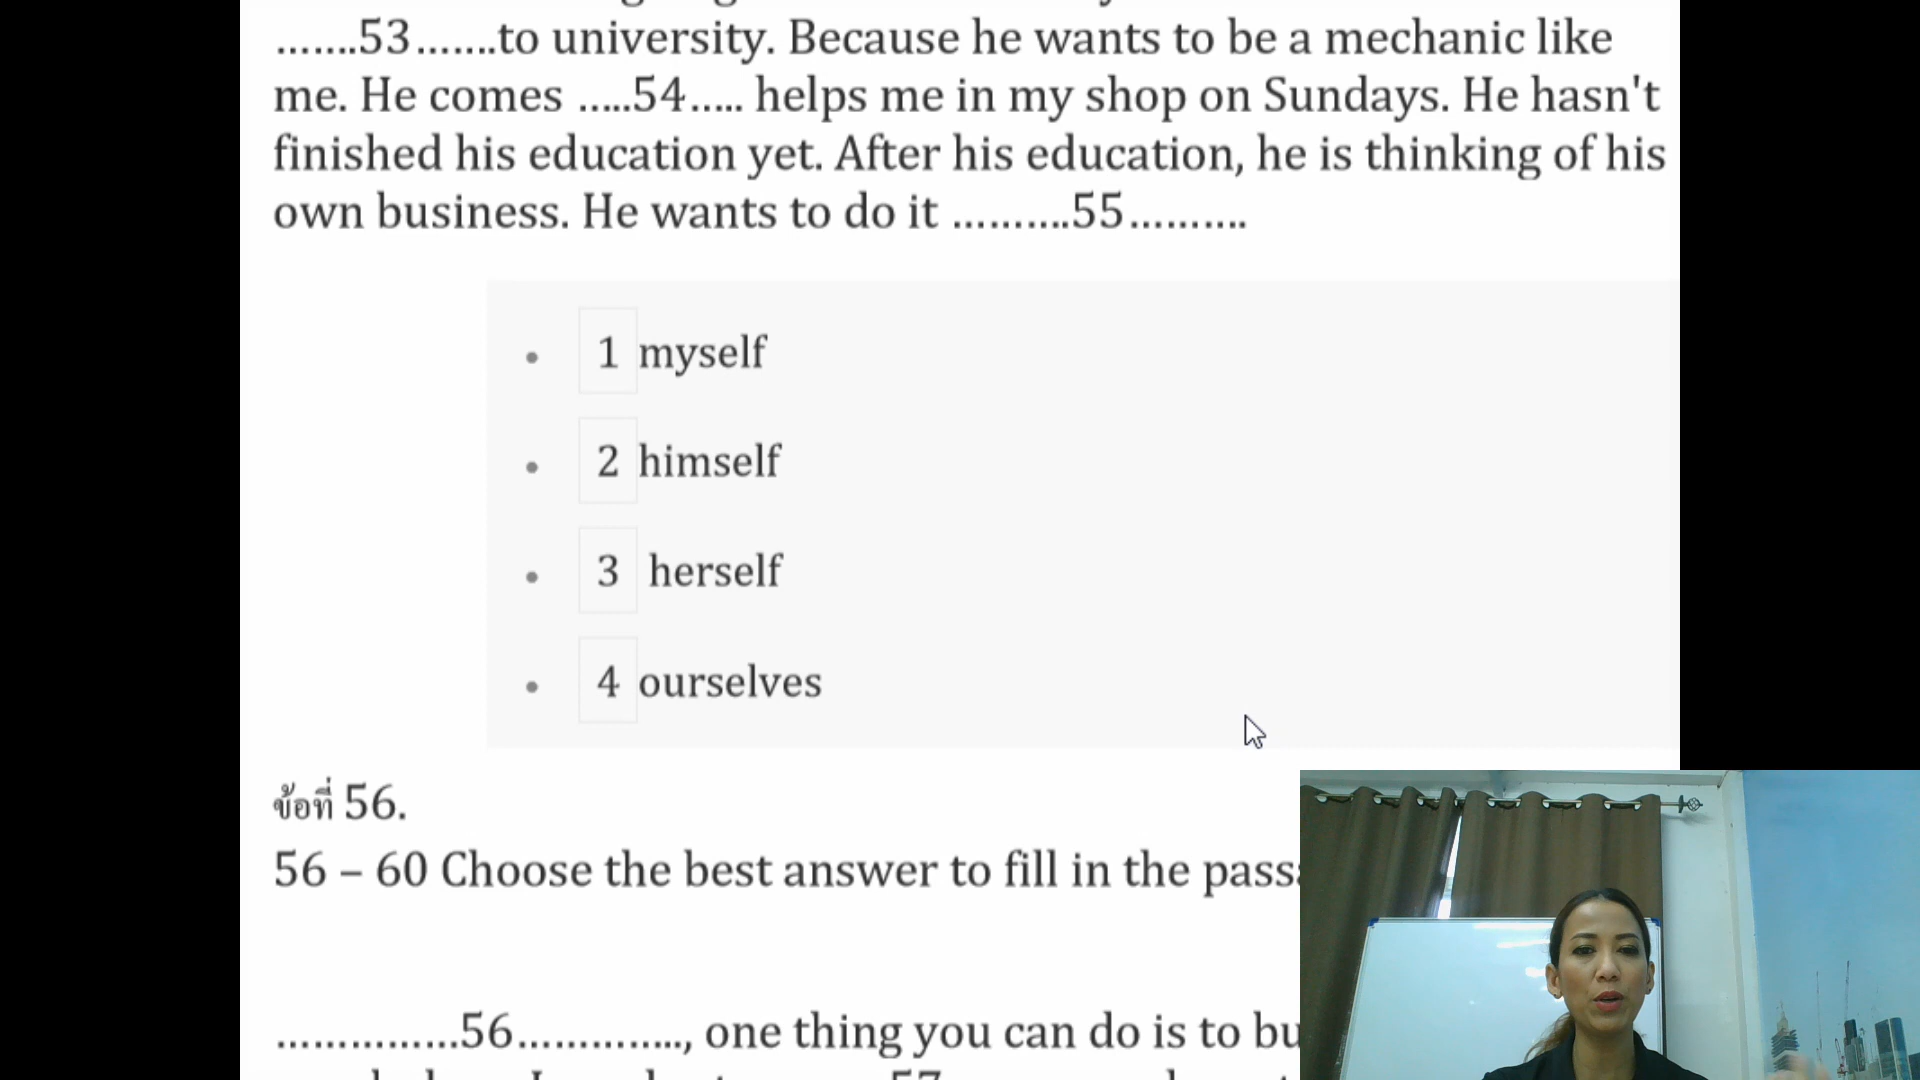 .......53.......to university. Because he wants to be a mechanic like
me. He comes .....54..... helps me in my shop on Sundays. He hasn't
finished his education yet. After his education, he is thinking of his
own business. He wants to do it ..........55..........
1 myself
2 himself
3 herself
4 ourselves
ข้อที่ 56.
56 – 60 Choose the best answer to fill in the
...............56.............., one thing you can do is to
57